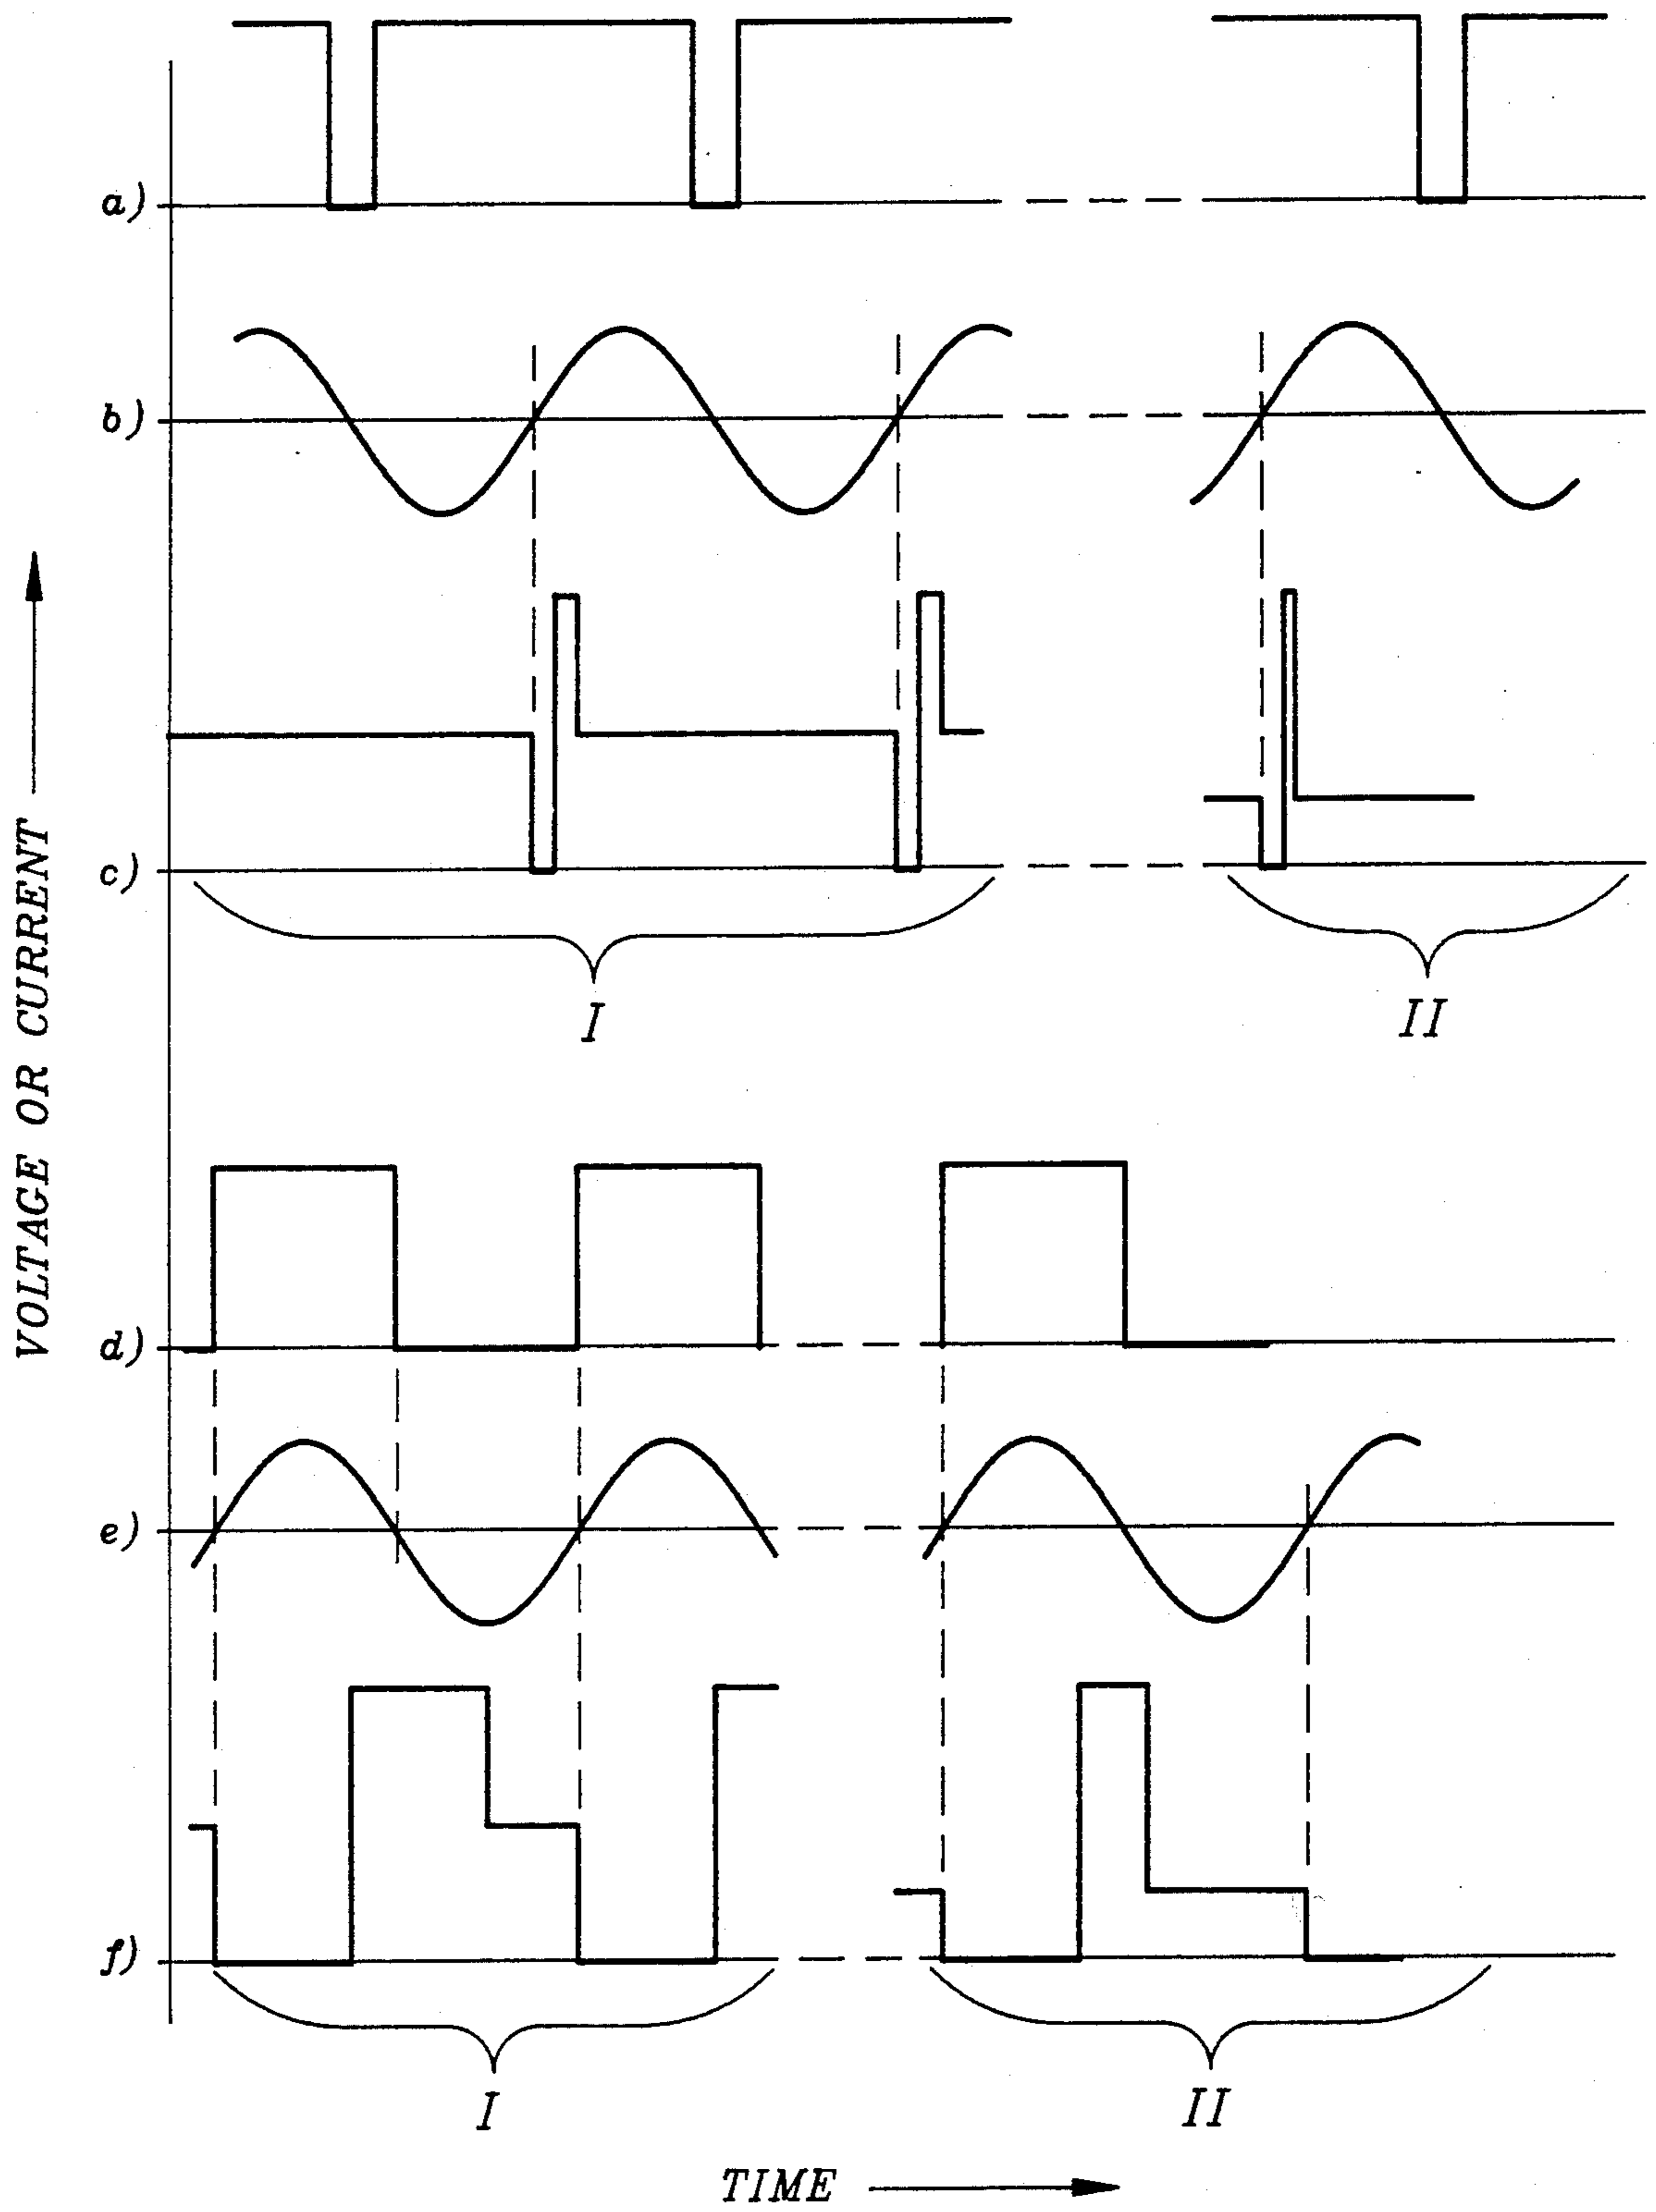 a)
b)
c)
I
II
VOLTAGE OR CURRENT
d)
e)
f)
I
II
TIME